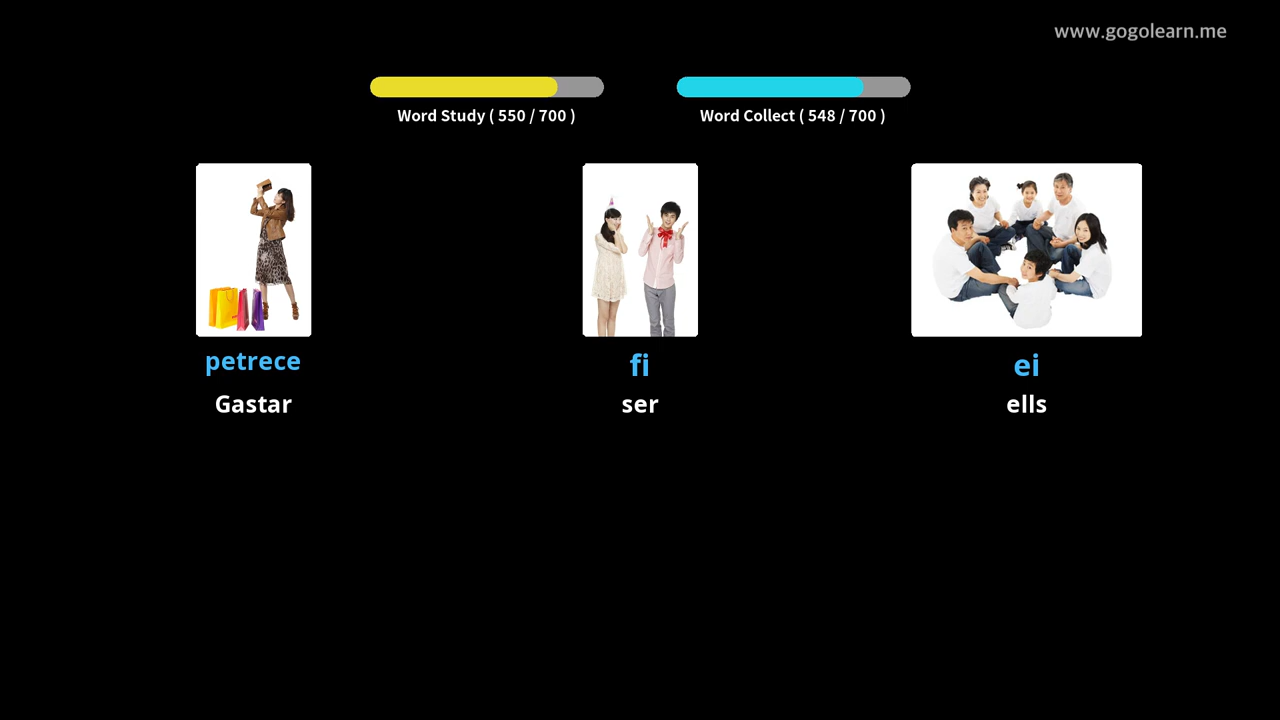 www.gogolearn.me
Word Study ( 550 / 700 )
Word Collect ( 548 / 700 )
petrece
fi
ei
Gastar
ser
ells